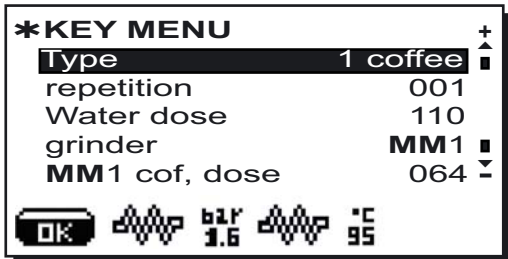 *KEY MENU +
Type 1 coffee
repetition 001
Water dose 110
grinder MM1
MM1 cof, dose 064 -
OK bar 1.6 °C 95